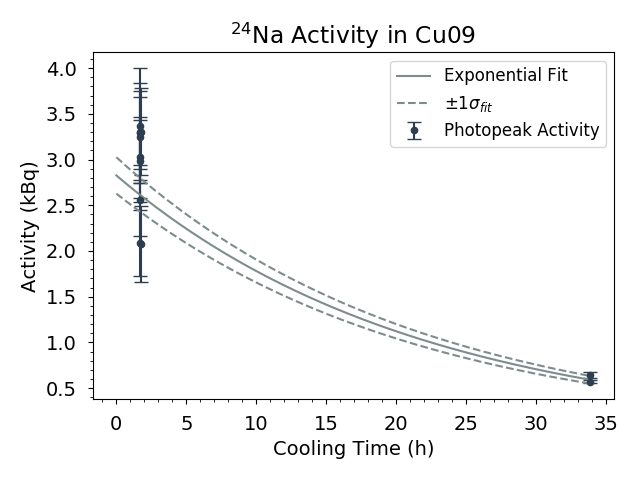 ²⁴Na Activity in Cu09
Exponential Fit
±1σ_fit
Photopeak Activity
Activity (kBq)
4.0
3.5
3.0
2.5
2.0
1.5
1.0
0.5
0 5 10 15 20 25 30 35
Cooling Time (h)